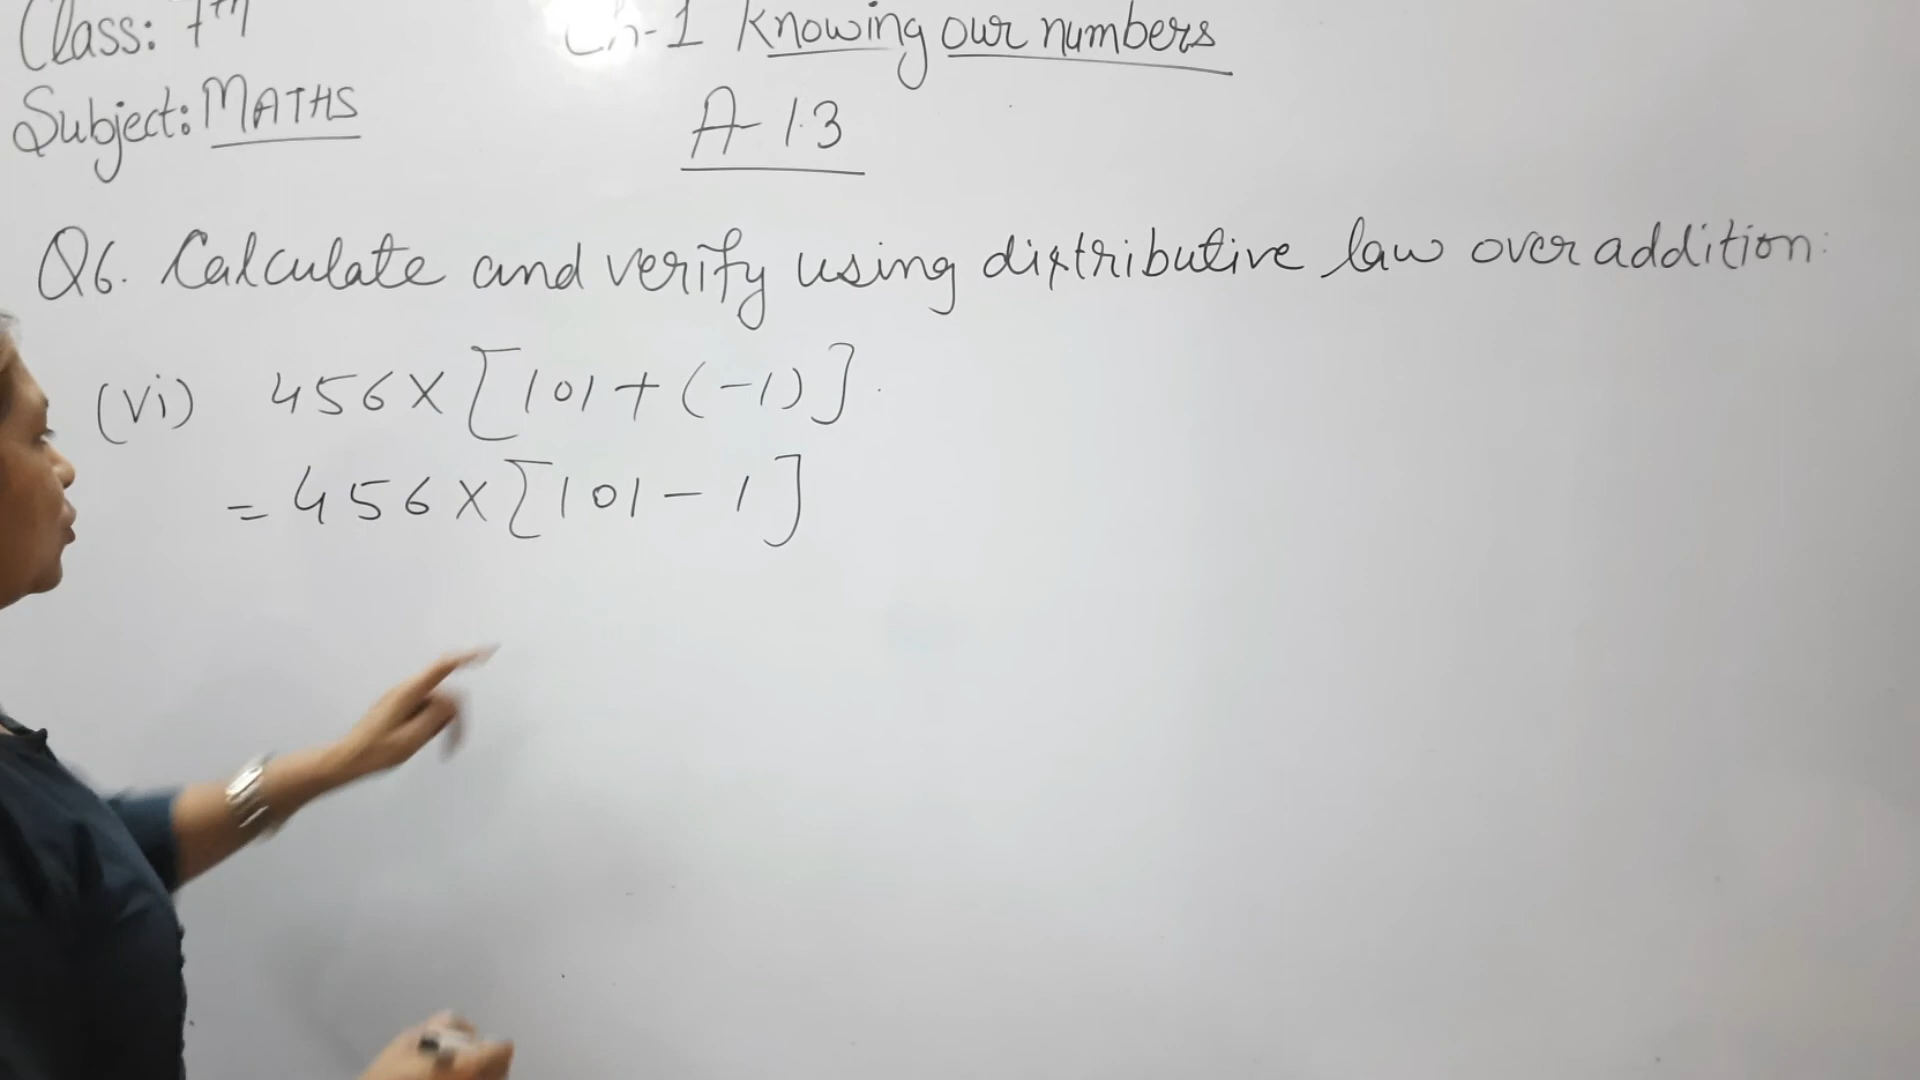 Class: 7th
Ch-1 Knowing our numbers
Subject: MATHS
A-1.3
Q6. Calculate and verify using distributive law over addition:
(vi) 456×[101+(-1)].
= 456×[101-1]